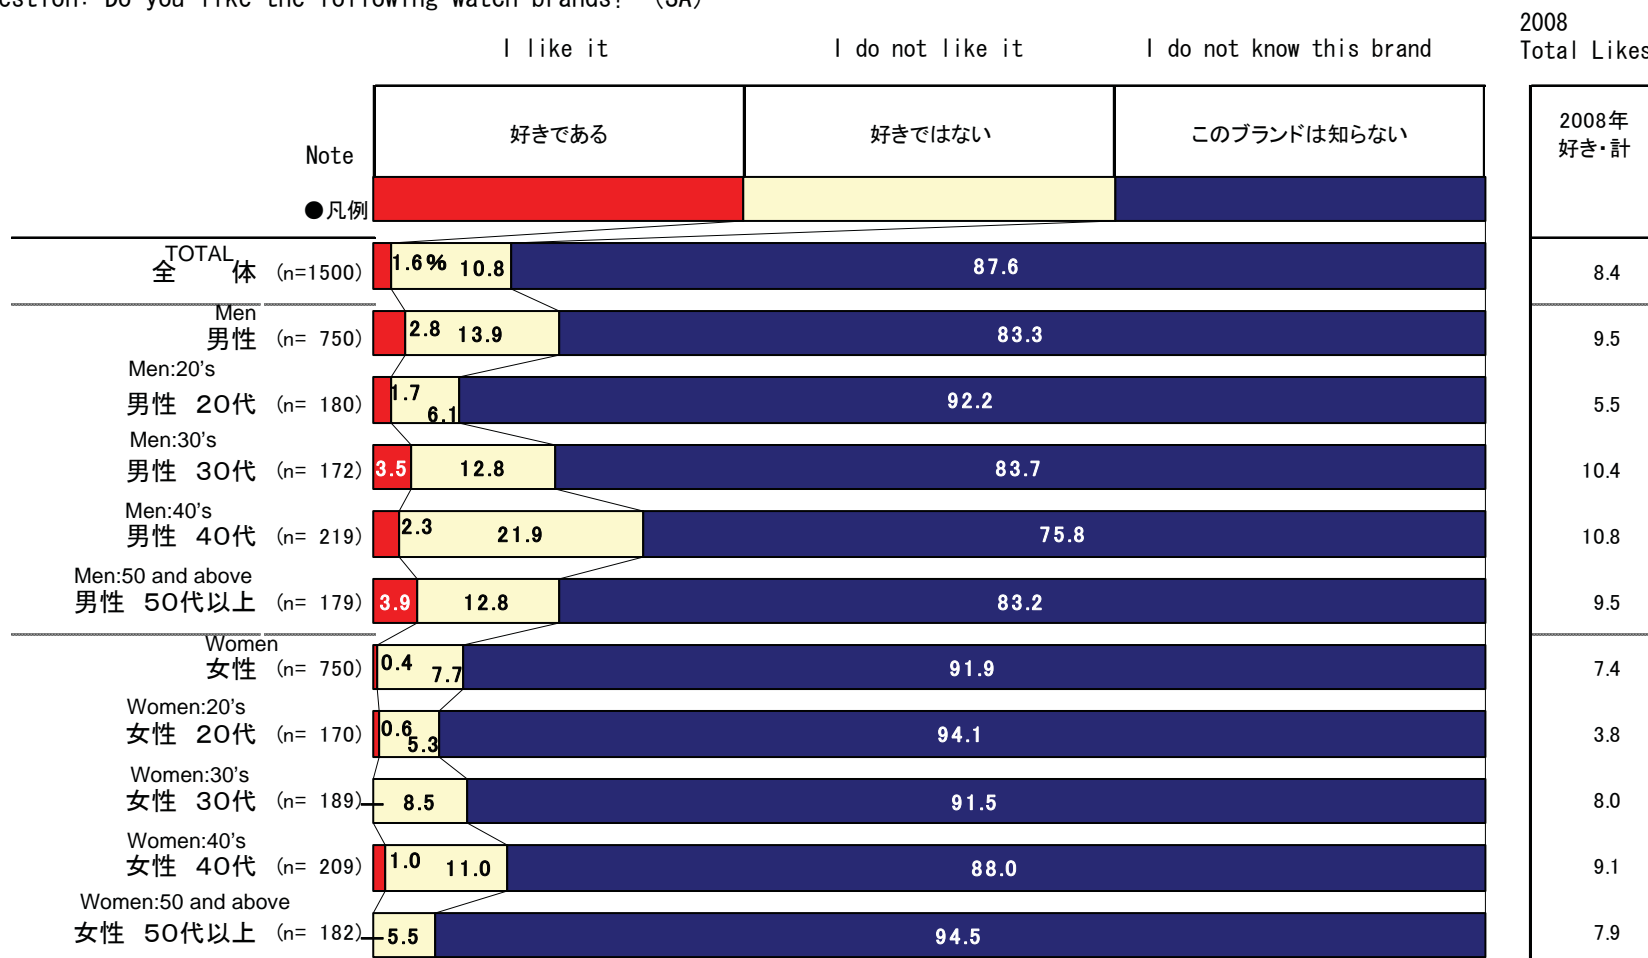 estion: Do you like the following watch brands? (SA)
I like it I do not like it I do not know this brand
2008
Total Likes
好きである 好きではない このブランドは知らない
2008年
好き・計
Note
●凡例
TOTAL
全 体 (n=1500) 1.6% 10.8 87.6 8.4
Men
男性 (n= 750) 2.8 13.9 83.3 9.5
Men:20's
男性 20代 (n= 180) 1.7 6.1 92.2 5.5
Men:30's
男性 30代 (n= 172) 3.5 12.8 83.7 10.4
Men:40's
男性 40代 (n= 219) 2.3 21.9 75.8 10.8
Men:50 and above
男性 50代以上 (n= 179) 3.9 12.8 83.2 9.5
Women
女性 (n= 750) 0.4 7.7 91.9 7.4
Women:20's
女性 20代 (n= 170) 0.6 5.3 94.1 3.8
Women:30's
女性 30代 (n= 189) 8.5 91.5 8.0
Women:40's
女性 40代 (n= 209) 1.0 11.0 88.0 9.1
Women:50 and above
女性 50代以上 (n= 182) 5.5 94.5 7.9